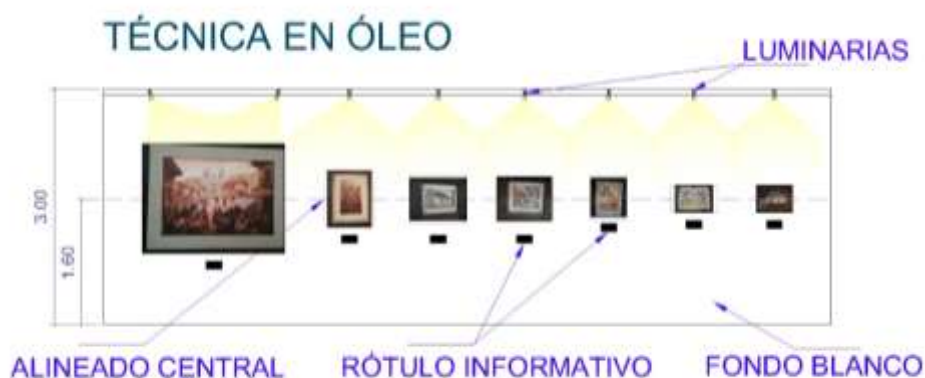 TÉCNICA EN ÓLEO
LUMINARIAS
3.00
1.60
ALINEADO CENTRAL
RÓTULO INFORMATIVO
FONDO BLANCO